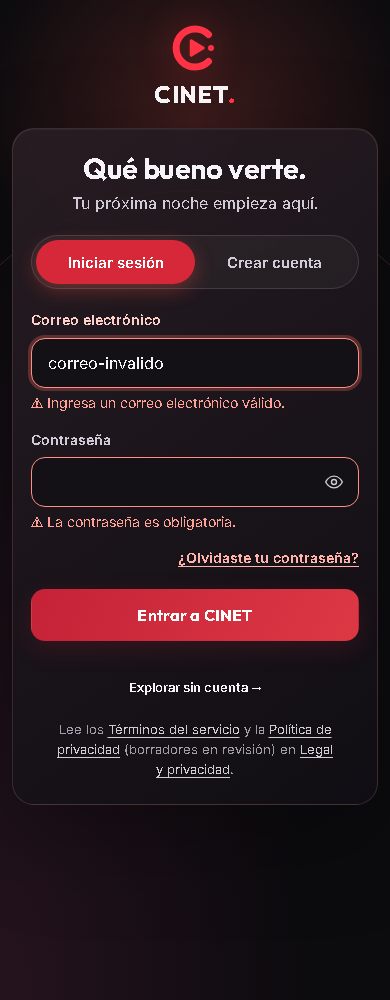 CINET.
Qué bueno verte.
Tu próxima noche empieza aquí.
Iniciar sesión
Crear cuenta
Correo electrónico
correo-invalido
⚠ Ingresa un correo electrónico válido.
Contraseña
⚠ La contraseña es obligatoria.
¿Olvidaste tu contraseña?
Entrar a CINET
Explorar sin cuenta →
Lee los Términos del servicio y la Política de
privacidad (borradores en revisión) en Legal
y privacidad.